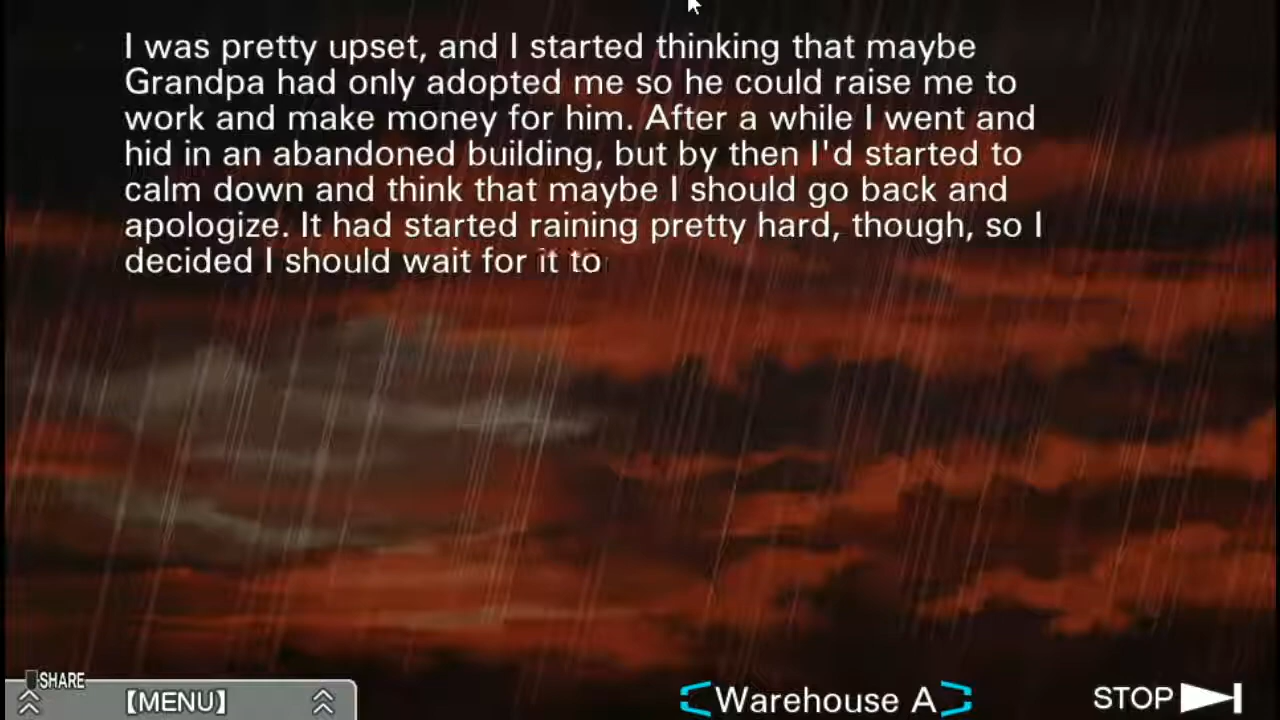 I was pretty upset, and I started thinking that maybe
Grandpa had only adopted me so he could raise me to
work and make money for him. After a while I went and
hid in an abandoned building, but by then I'd started to
calm down and think that maybe I should go back and
apologize. It had started raining pretty hard, though, so I
decided I should wait for it to
SHARE
【MENU】
Warehouse A
STOP